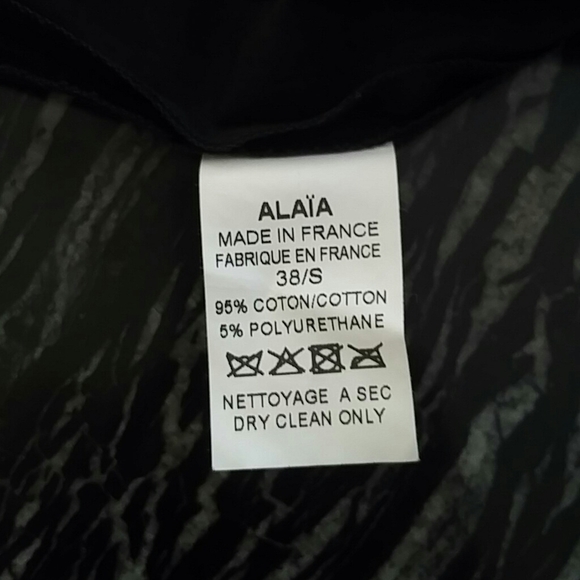 ALAÏA
MADE IN FRANCE
FABRIQUE EN FRANCE
38/S
95% COTON/COTTON
5% POLYURETHANE
NETTOYAGE A SEC
DRY CLEAN ONLY